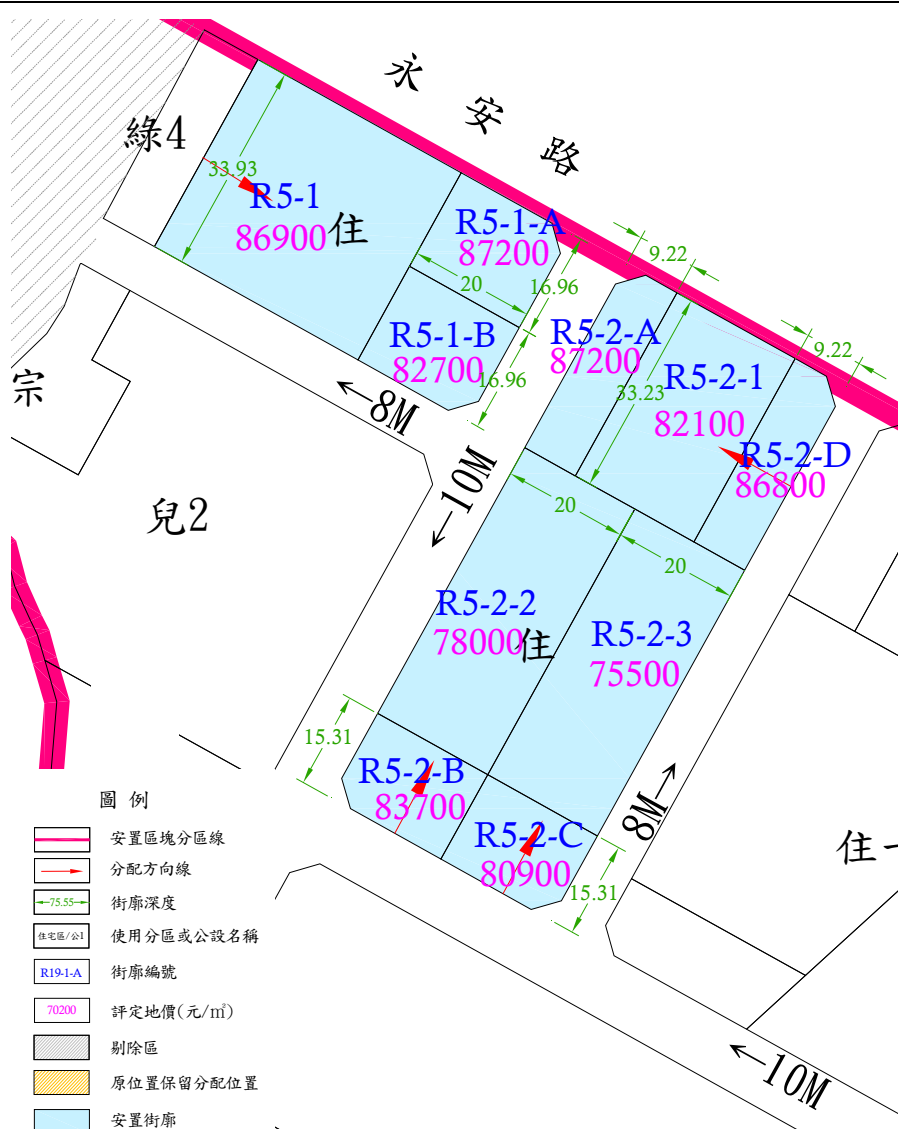 永安路
綠4
33.93
R5-1
86900
住
R5-1-A
87200
20
16.96
R5-1-B
82700
16.96
9.22
9.22
R5-2-A
87200
R5-2-1
33.23
82100
R5-2-D
86800
宗
←8M
←10M
兒2
20
20
R5-2-2
78000
住
R5-2-3
75500
15.31
R5-2-B
83700
R5-2-C
80900
15.31
8M→
住-
←10M
圖例
安置區塊分區線
分配方向線
75.55
街廓深度
住宅區/公1
使用分區或公設名稱
R19-1-A
街廓編號
70200
評定地價(元/㎡)
剔除區
原位置保留分配位置
安置街廓